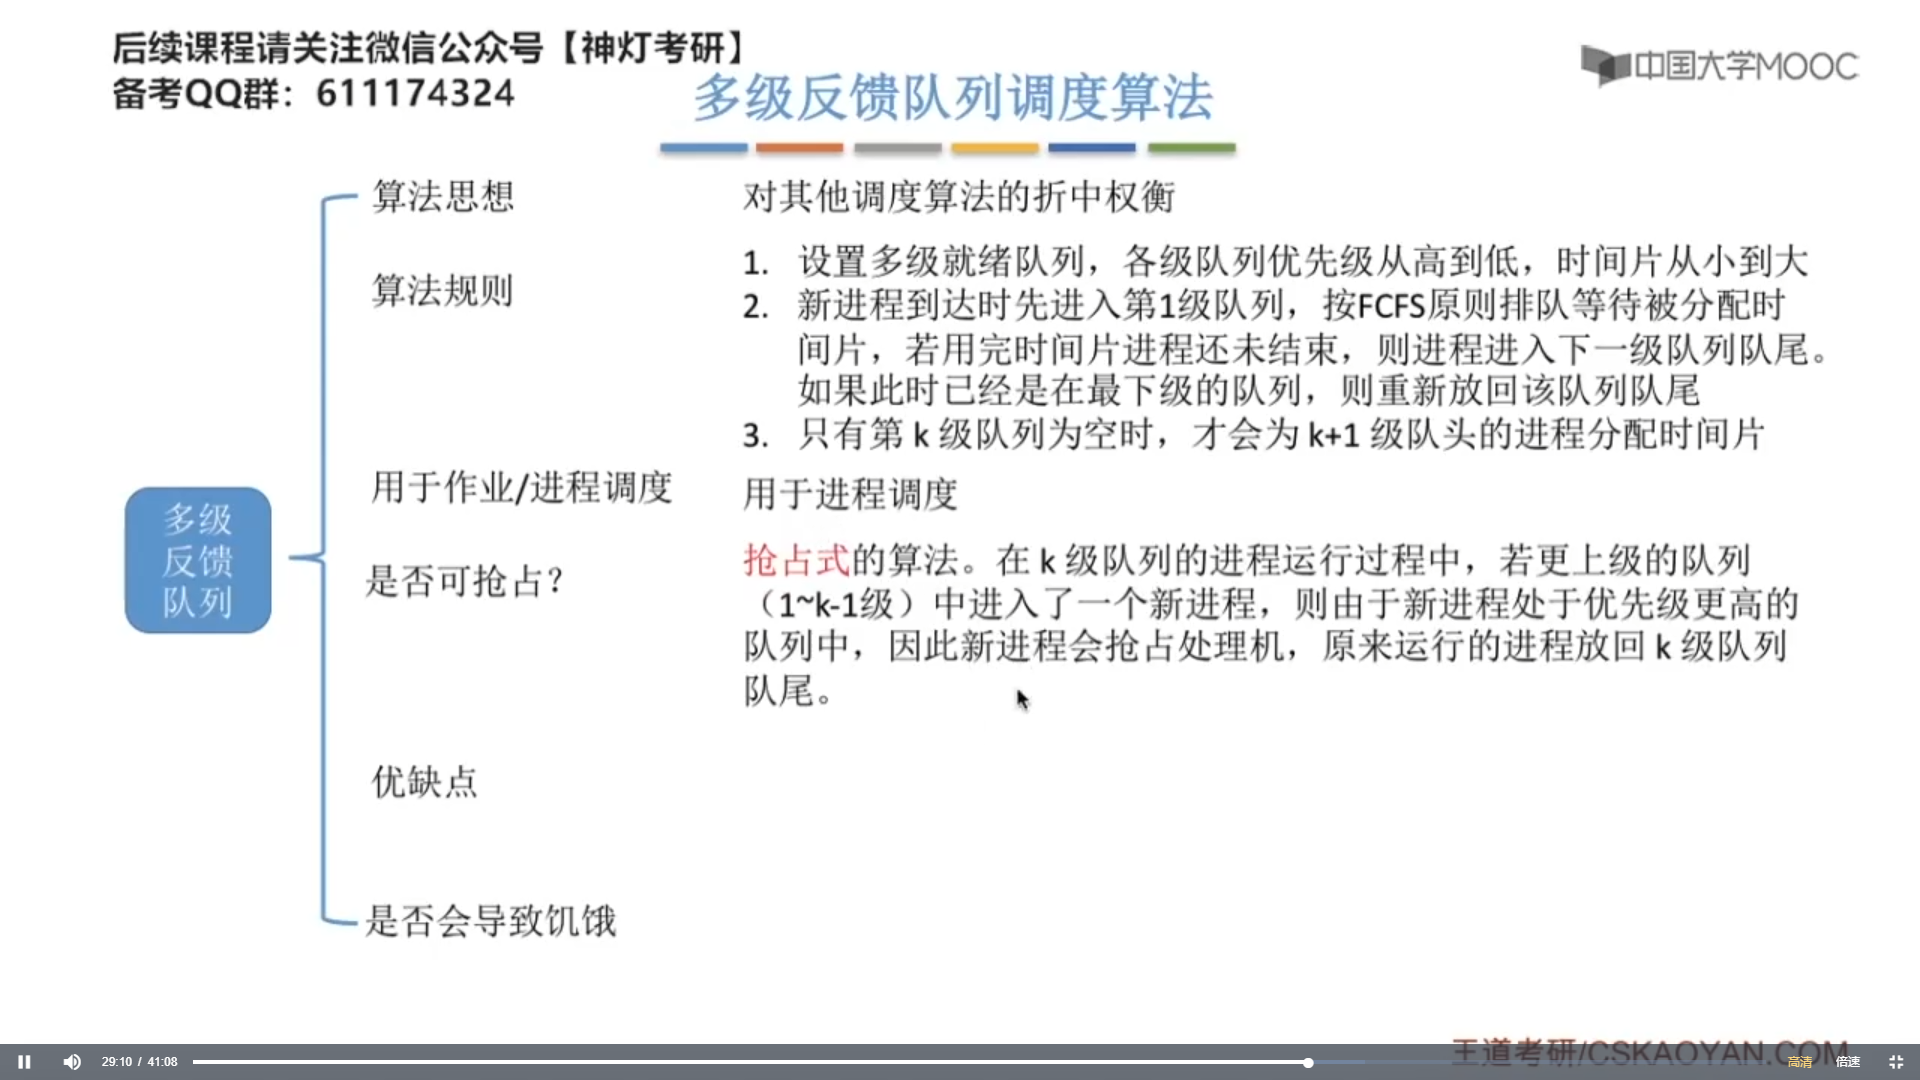 后续课程请关注微信公众号【神灯考研】
备考QQ群：611174324
中国大学MOOC
多级反馈队列调度算法
算法思想
对其他调度算法的折中权衡
算法规则
1. 设置多级就绪队列，各级队列优先级从高到低，时间片从小到大
2. 新进程到达时先进入第1级队列，按FCFS原则排队等待被分配时
间片，若用完时间片进程还未结束，则进程进入下一级队列队尾。
如果此时已经是在最下级的队列，则重新放回该队列队尾
3. 只有第 k 级队列为空时，才会为 k+1 级队头的进程分配时间片
用于作业/进程调度
用于进程调度
多级
反馈
队列
是否可抢占？
抢占式的算法。在 k 级队列的进程运行过程中，若更上级的队列
（1~k-1级）中进入了一个新进程，则由于新进程处于优先级更高的
队列中，因此新进程会抢占处理机，原来运行的进程放回 k 级队列
队尾。
优缺点
是否会导致饥饿
王道考研/CSKAOYAN.COM
29:10 / 41:08
高清
倍速